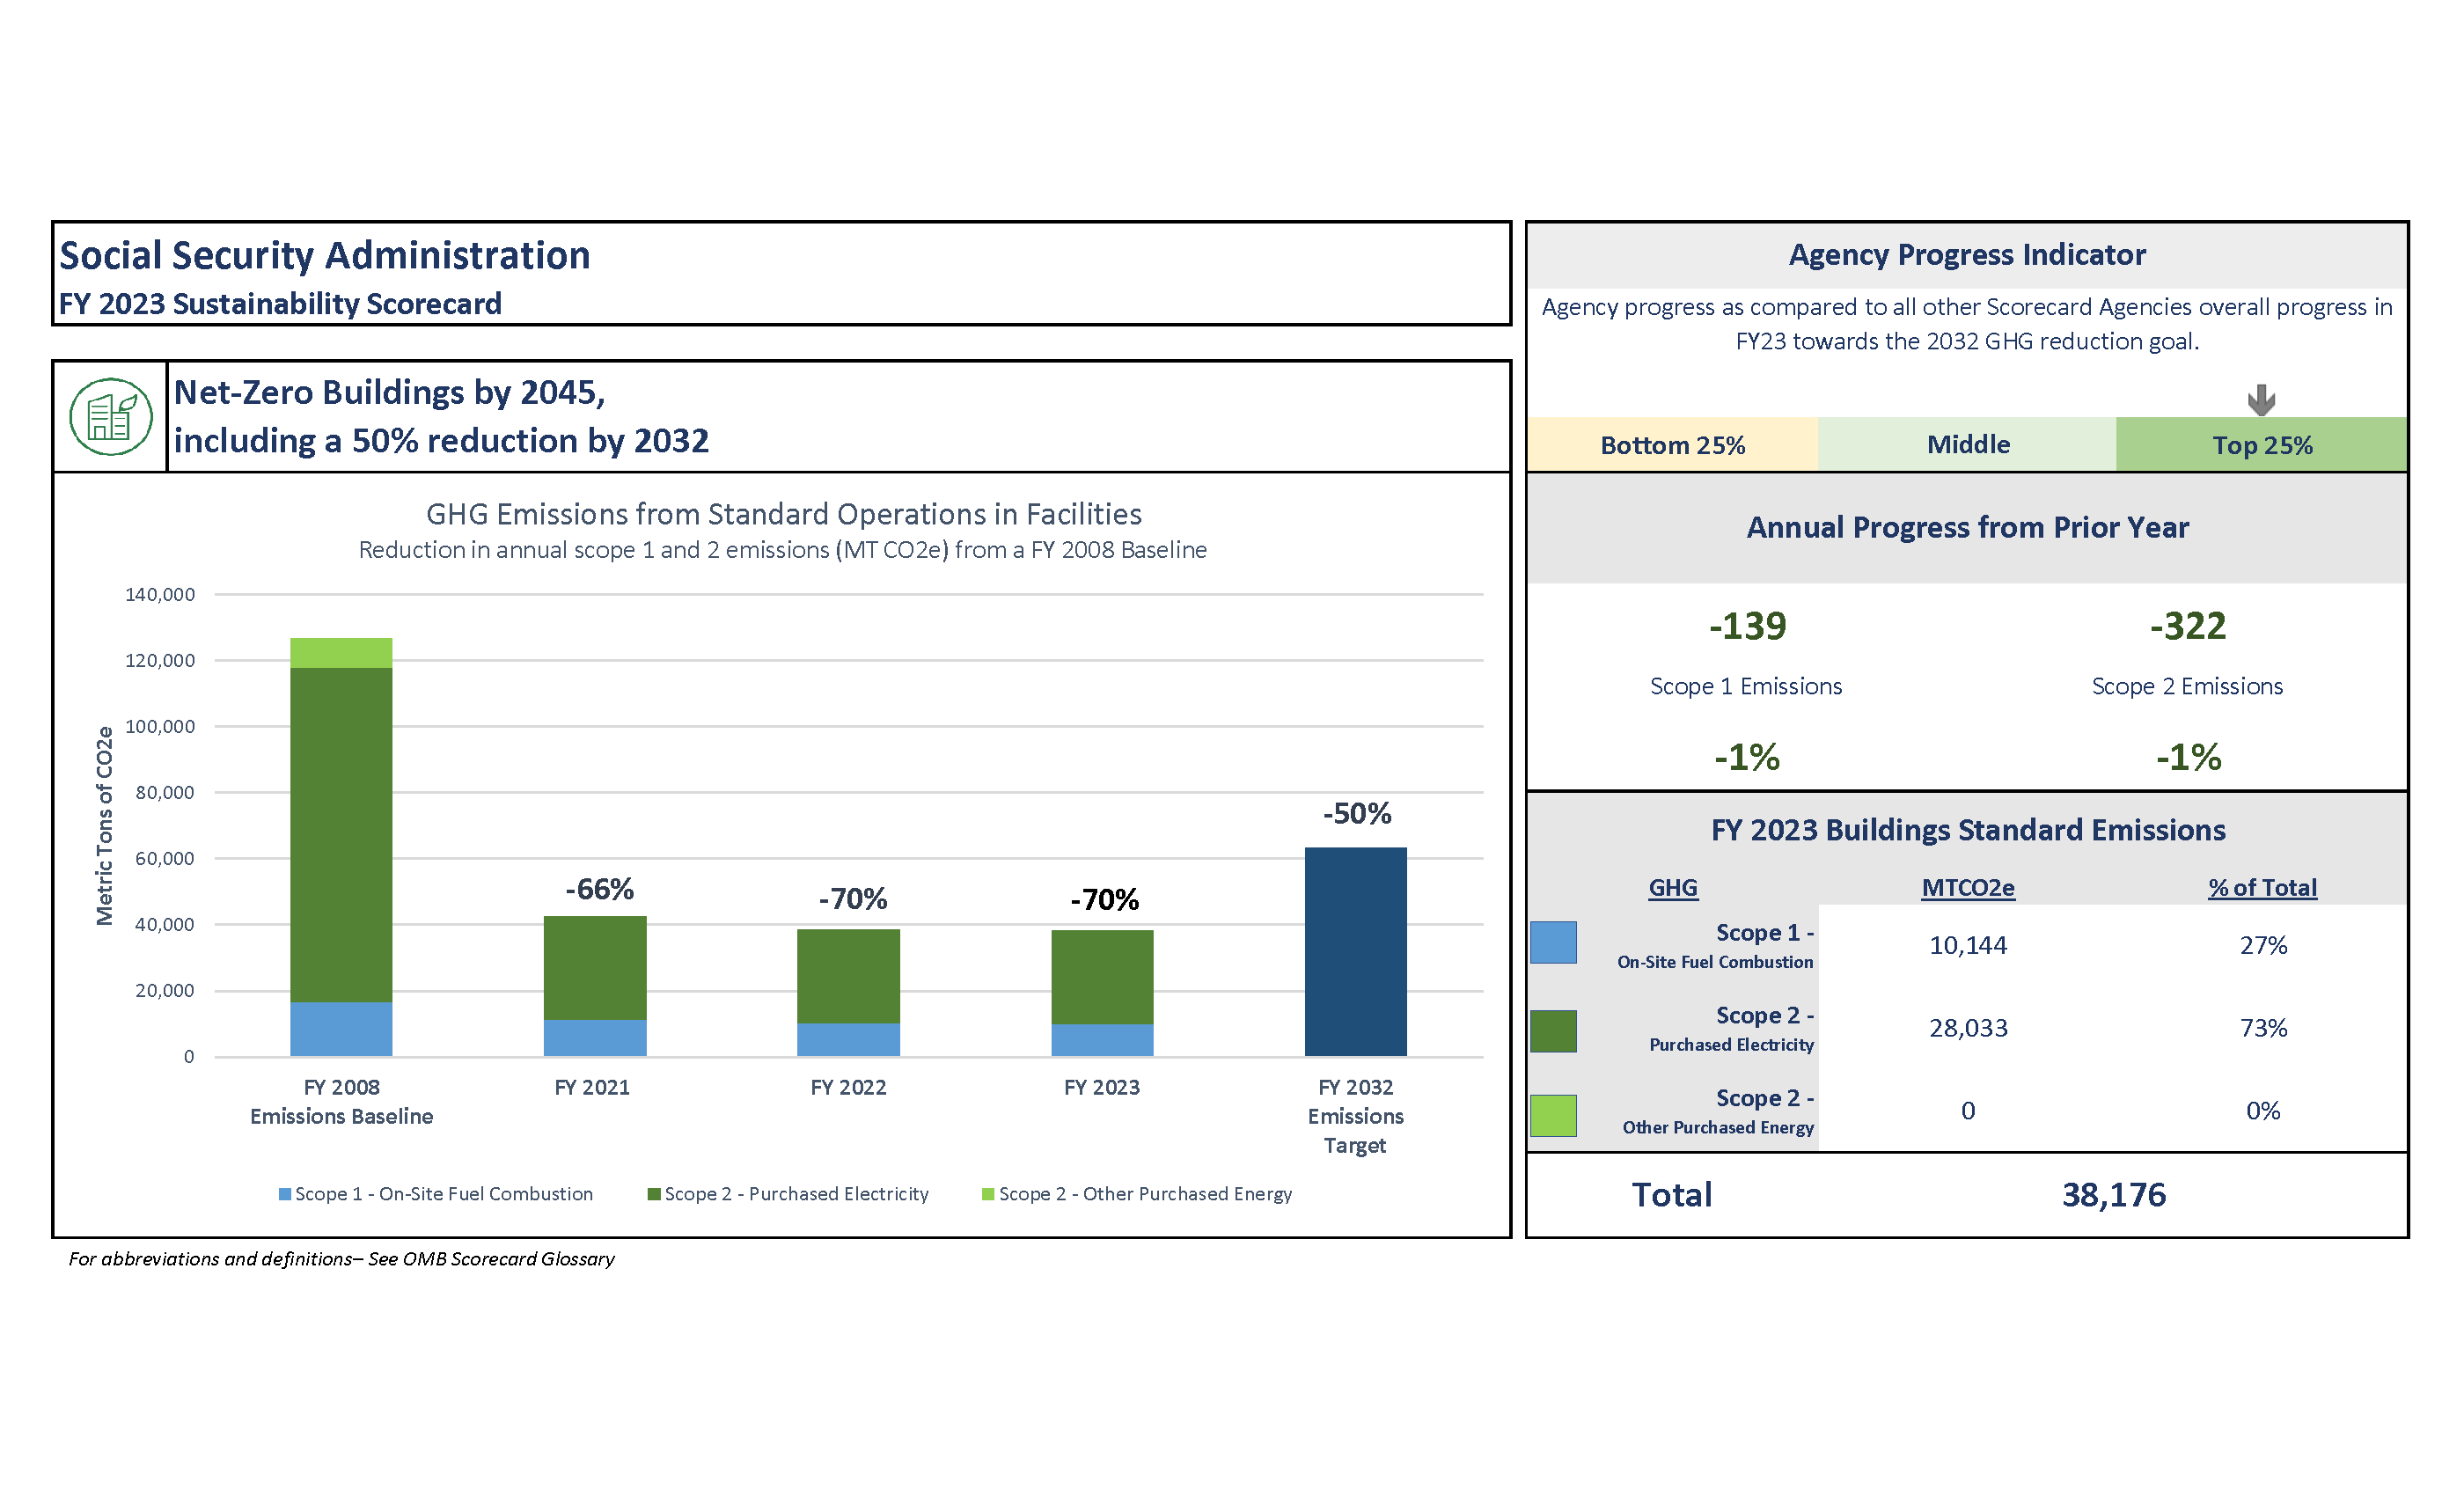 Social Security Administration
FY 2023 Sustainability Scorecard
Net-Zero Buildings by 2045,
including a 50% reduction by 2032
GHG Emissions from Standard Operations in Facilities
Reduction in annual scope 1 and 2 emissions (MT CO2e) from a FY 2008 Baseline
Metric Tons of CO2e
140,000
120,000
100,000
80,000
60,000
40,000
20,000
0
-66%
-70%
-70%
-50%
FY 2008
Emissions Baseline
FY 2021
FY 2022
FY 2023
FY 2032
Emissions
Target
Scope 1 - On-Site Fuel Combustion
Scope 2 - Purchased Electricity
Scope 2 - Other Purchased Energy
For abbreviations and definitions– See OMB Scorecard Glossary
Agency Progress Indicator
Agency progress as compared to all other Scorecard Agencies overall progress in
FY23 towards the 2032 GHG reduction goal.
Bottom 25%
Middle
Top 25%
Annual Progress from Prior Year
-139
-322
Scope 1 Emissions
Scope 2 Emissions
-1%
-1%
FY 2023 Buildings Standard Emissions
GHG
MTCO2e
% of Total
Scope 1 -
On-Site Fuel Combustion
10,144
27%
Scope 2 -
Purchased Electricity
28,033
73%
Scope 2 -
Other Purchased Energy
0
0%
Total
38,176